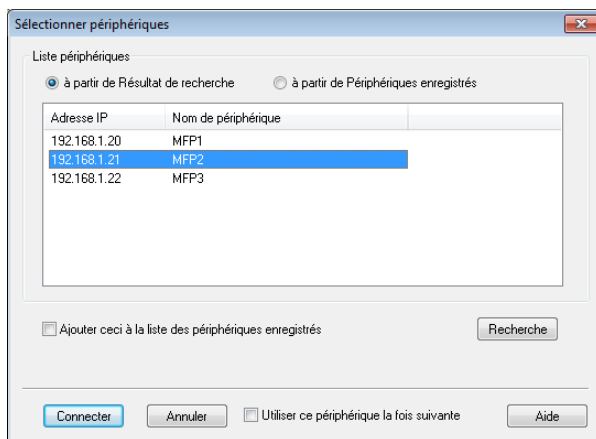 Sélectionner périphériques
Liste périphériques
à partir de Résultat de recherche à partir de Périphériques enregistrés
Adresse IP Nom de périphérique
192.168.1.20 MFP1
192.168.1.21 MFP2
192.168.1.22 MFP3
Ajouter ceci à la liste des périphériques enregistrés Recherche
Connecter Annuler Utiliser ce périphérique la fois suivante Aide